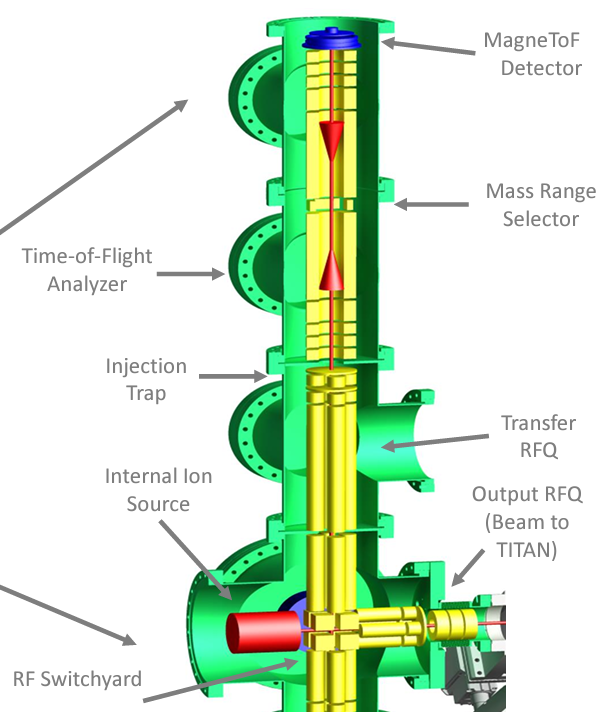 MagneToF
Detector
Mass Range
Selector
Time-of-Flight
Analyzer
Injection
Trap
Transfer
RFQ
Internal Ion
Source
Output RFQ
(Beam to
TITAN)
RF Switchyard